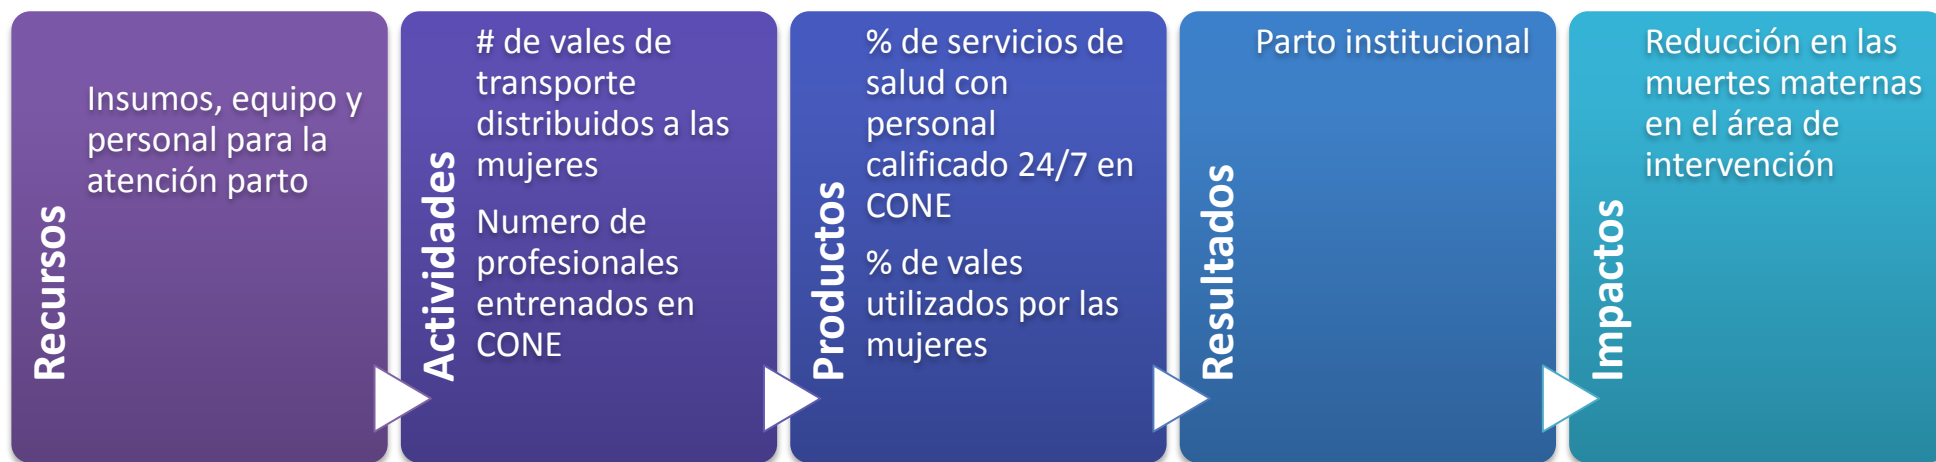 Recursos
Insumos, equipo y
personal para la
atención parto
Actividades
# de vales de
transporte
distribuidos a las
mujeres
Numero de
profesionales
entrenados en
CONE
Productos
% de servicios de
salud con
personal
calificado 24/7 en
CONE
% de vales
utilizados por las
mujeres
Resultados
Parto institucional
Impactos
Reducción en las
muertes maternas
en el área de
intervención